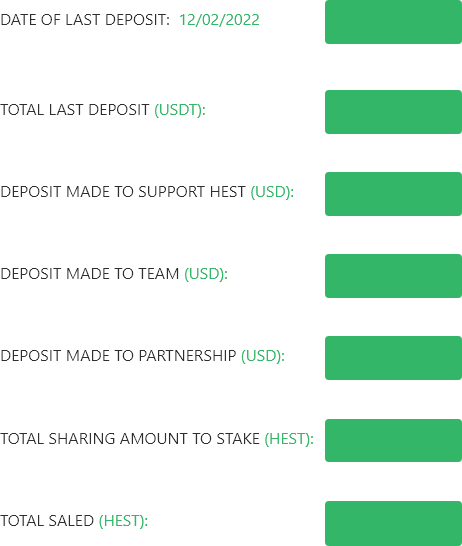 DATE OF LAST DEPOSIT: 12/02/2022
TOTAL LAST DEPOSIT (USDT):
DEPOSIT MADE TO SUPPORT HEST (USD):
DEPOSIT MADE TO TEAM (USD):
DEPOSIT MADE TO PARTNERSHIP (USD):
TOTAL SHARING AMOUNT TO STAKE (HEST):
TOTAL SALED (HEST):